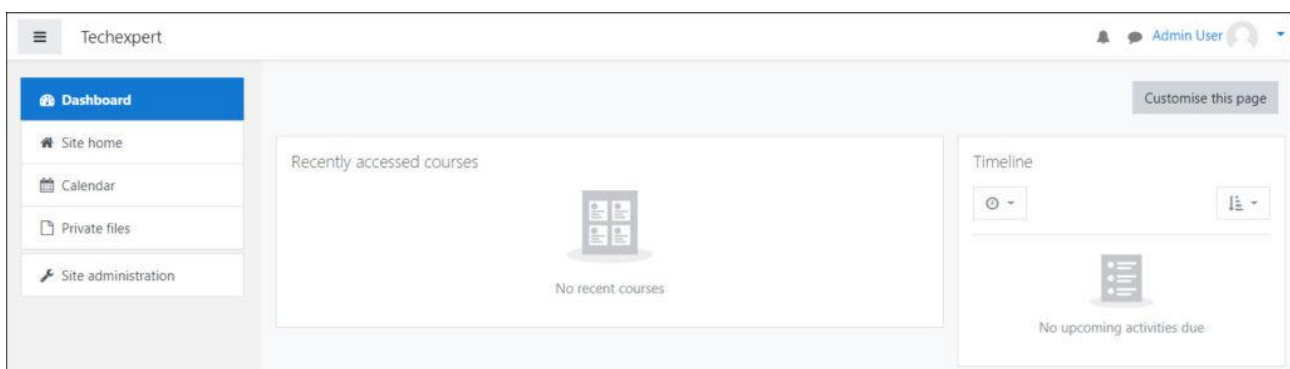 Techexpert
Admin User
Dashboard
Site home
Calendar
Private files
Site administration
Customise this page
Recently accessed courses
No recent courses
Timeline
No upcoming activities due